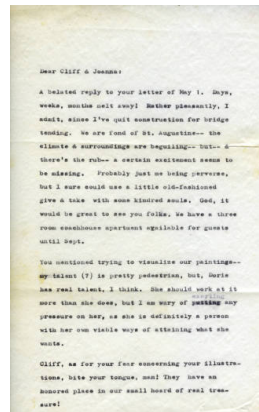 Dear Cliff & Joanna:
A belated reply to your letter of May 1. Days,
weeks, months melt away! Rather pleasantly, I
admit, since I've quit construction for bridge
tending. We are fond of St. Augustine-- the
climate & surroundings are beguiling-- but-- &
there's the rub-- a certain excitement seems to
be missing. Probably just me being perverse,
but I sure could use a little old-fashioned
give & take with some kindred souls. God, it
would be great to see you folks. We have a three
room apartment available for guests
until Sept.
You mentioned trying to visualize our paintings--
my talent (?) is pretty pedestrian, but, Doris
has real talent, I think. She should work at it
more than she does, but I am wary of putting any
exerting
pressure on her, as she is definitely a person
with her own viable ways of attaining what she
wants.
Cliff, as for your fear concerning your illustra-
tions, bite your tongue, man! They have an
honored place in our small hoard of real trea-
sure!